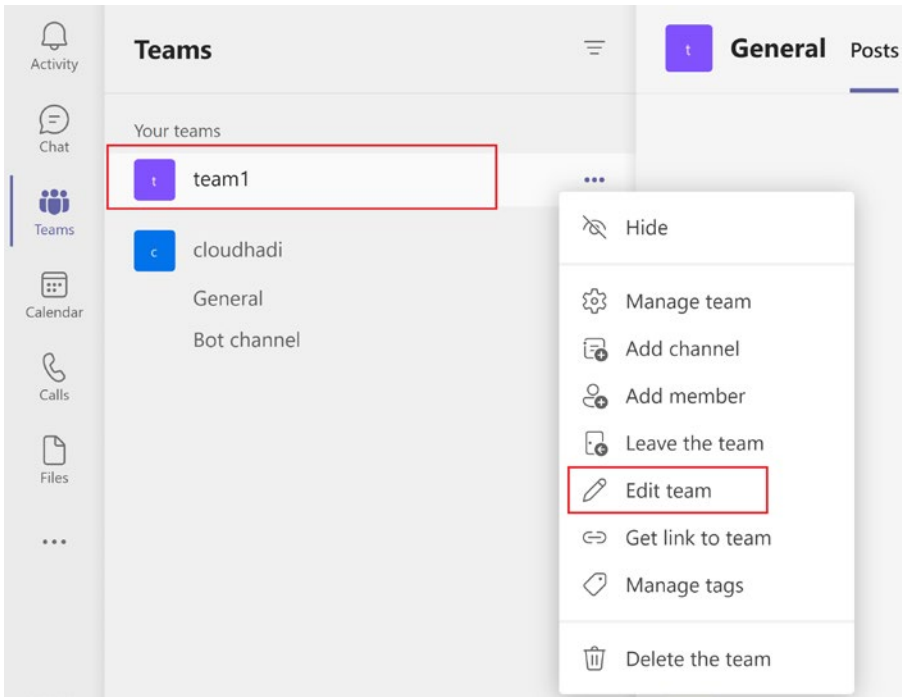 Activity
Chat
Teams
Calendar
Calls
Files
Teams
Your teams
t team1
c cloudhadi
General
Bot channel
t General Posts
Hide
Manage team
Add channel
Add member
Leave the team
Edit team
Get link to team
Manage tags
Delete the team